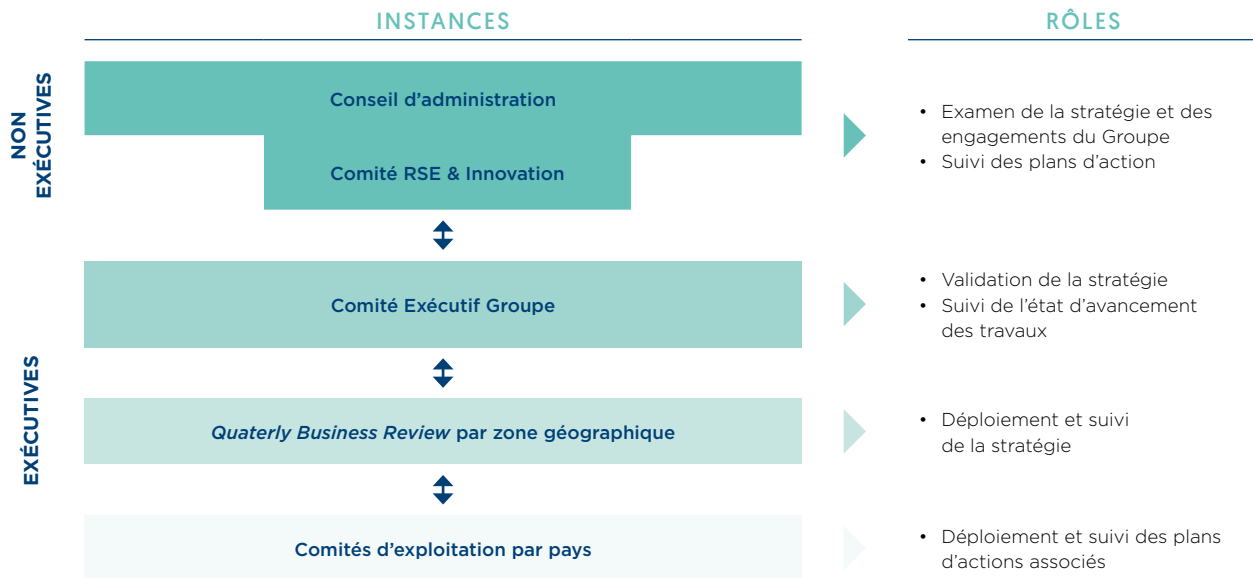 INSTANCES
RÔLES
NON
EXÉCUTIVES
Conseil d'administration
Comité RSE & Innovation
• Examen de la stratégie et des
engagements du Groupe
• Suivi des plans d'action
EXÉCUTIVES
Comité Exécutif Groupe
• Validation de la stratégie
• Suivi de l'état d'avancement
des travaux
Quaterly Business Review par zone géographique
• Déploiement et suivi
de la stratégie
Comités d'exploitation par pays
• Déploiement et suivi des plans
d'actions associés